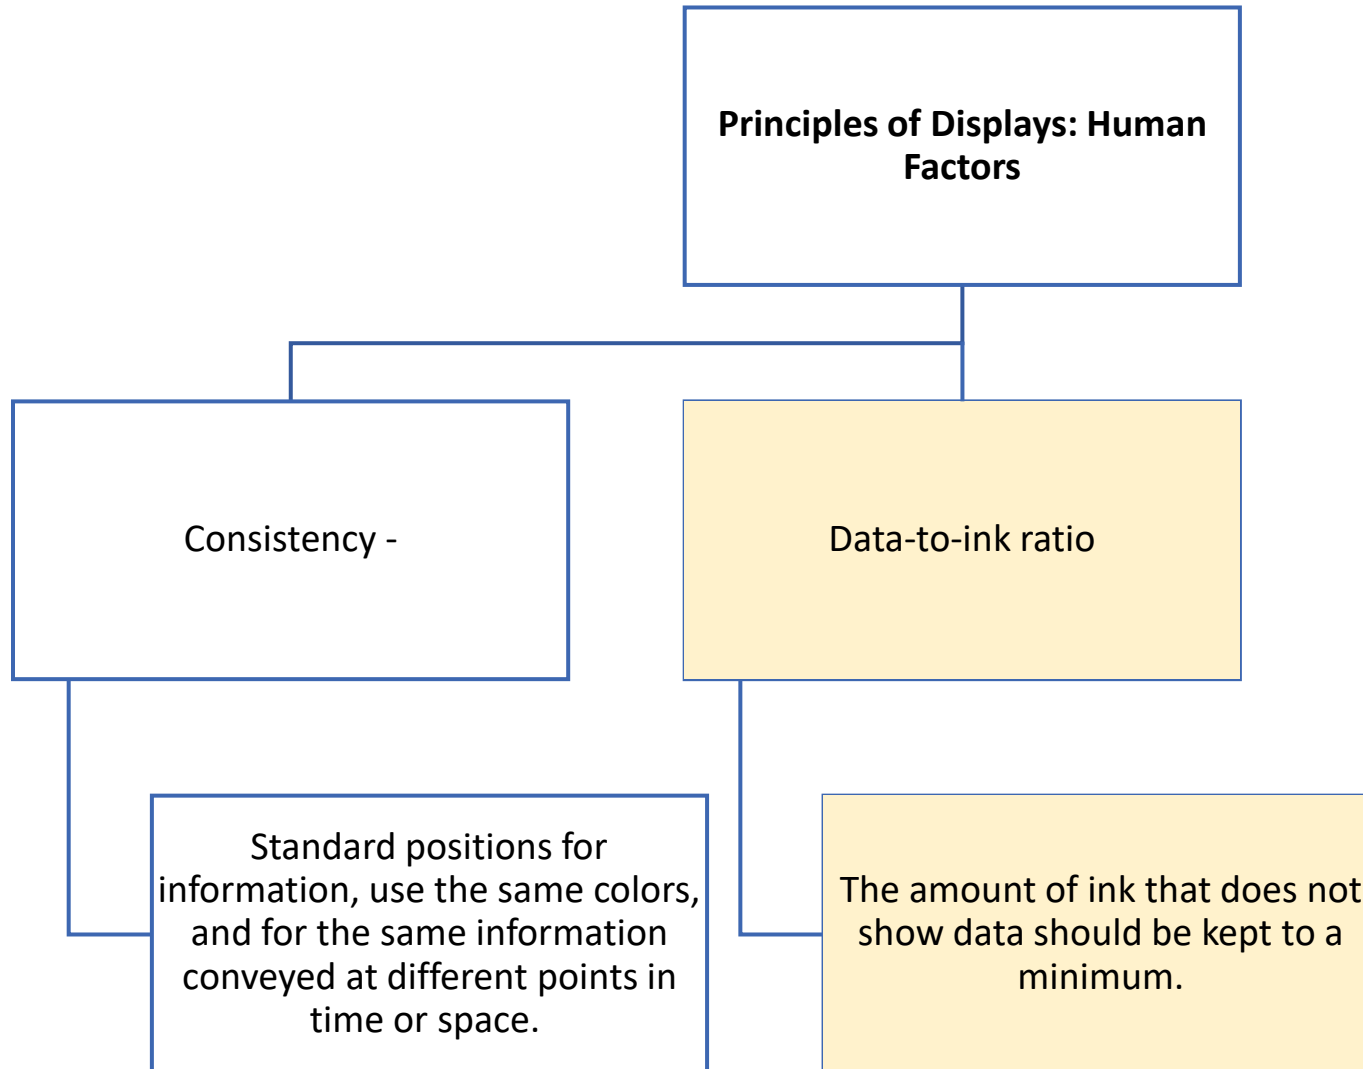 Principles of Displays: Human
Factors
Consistency -
Data-to-ink ratio
Standard positions for
information, use the same colors,
and for the same information
conveyed at different points in
time or space.
The amount of ink that does not
show data should be kept to a
minimum.